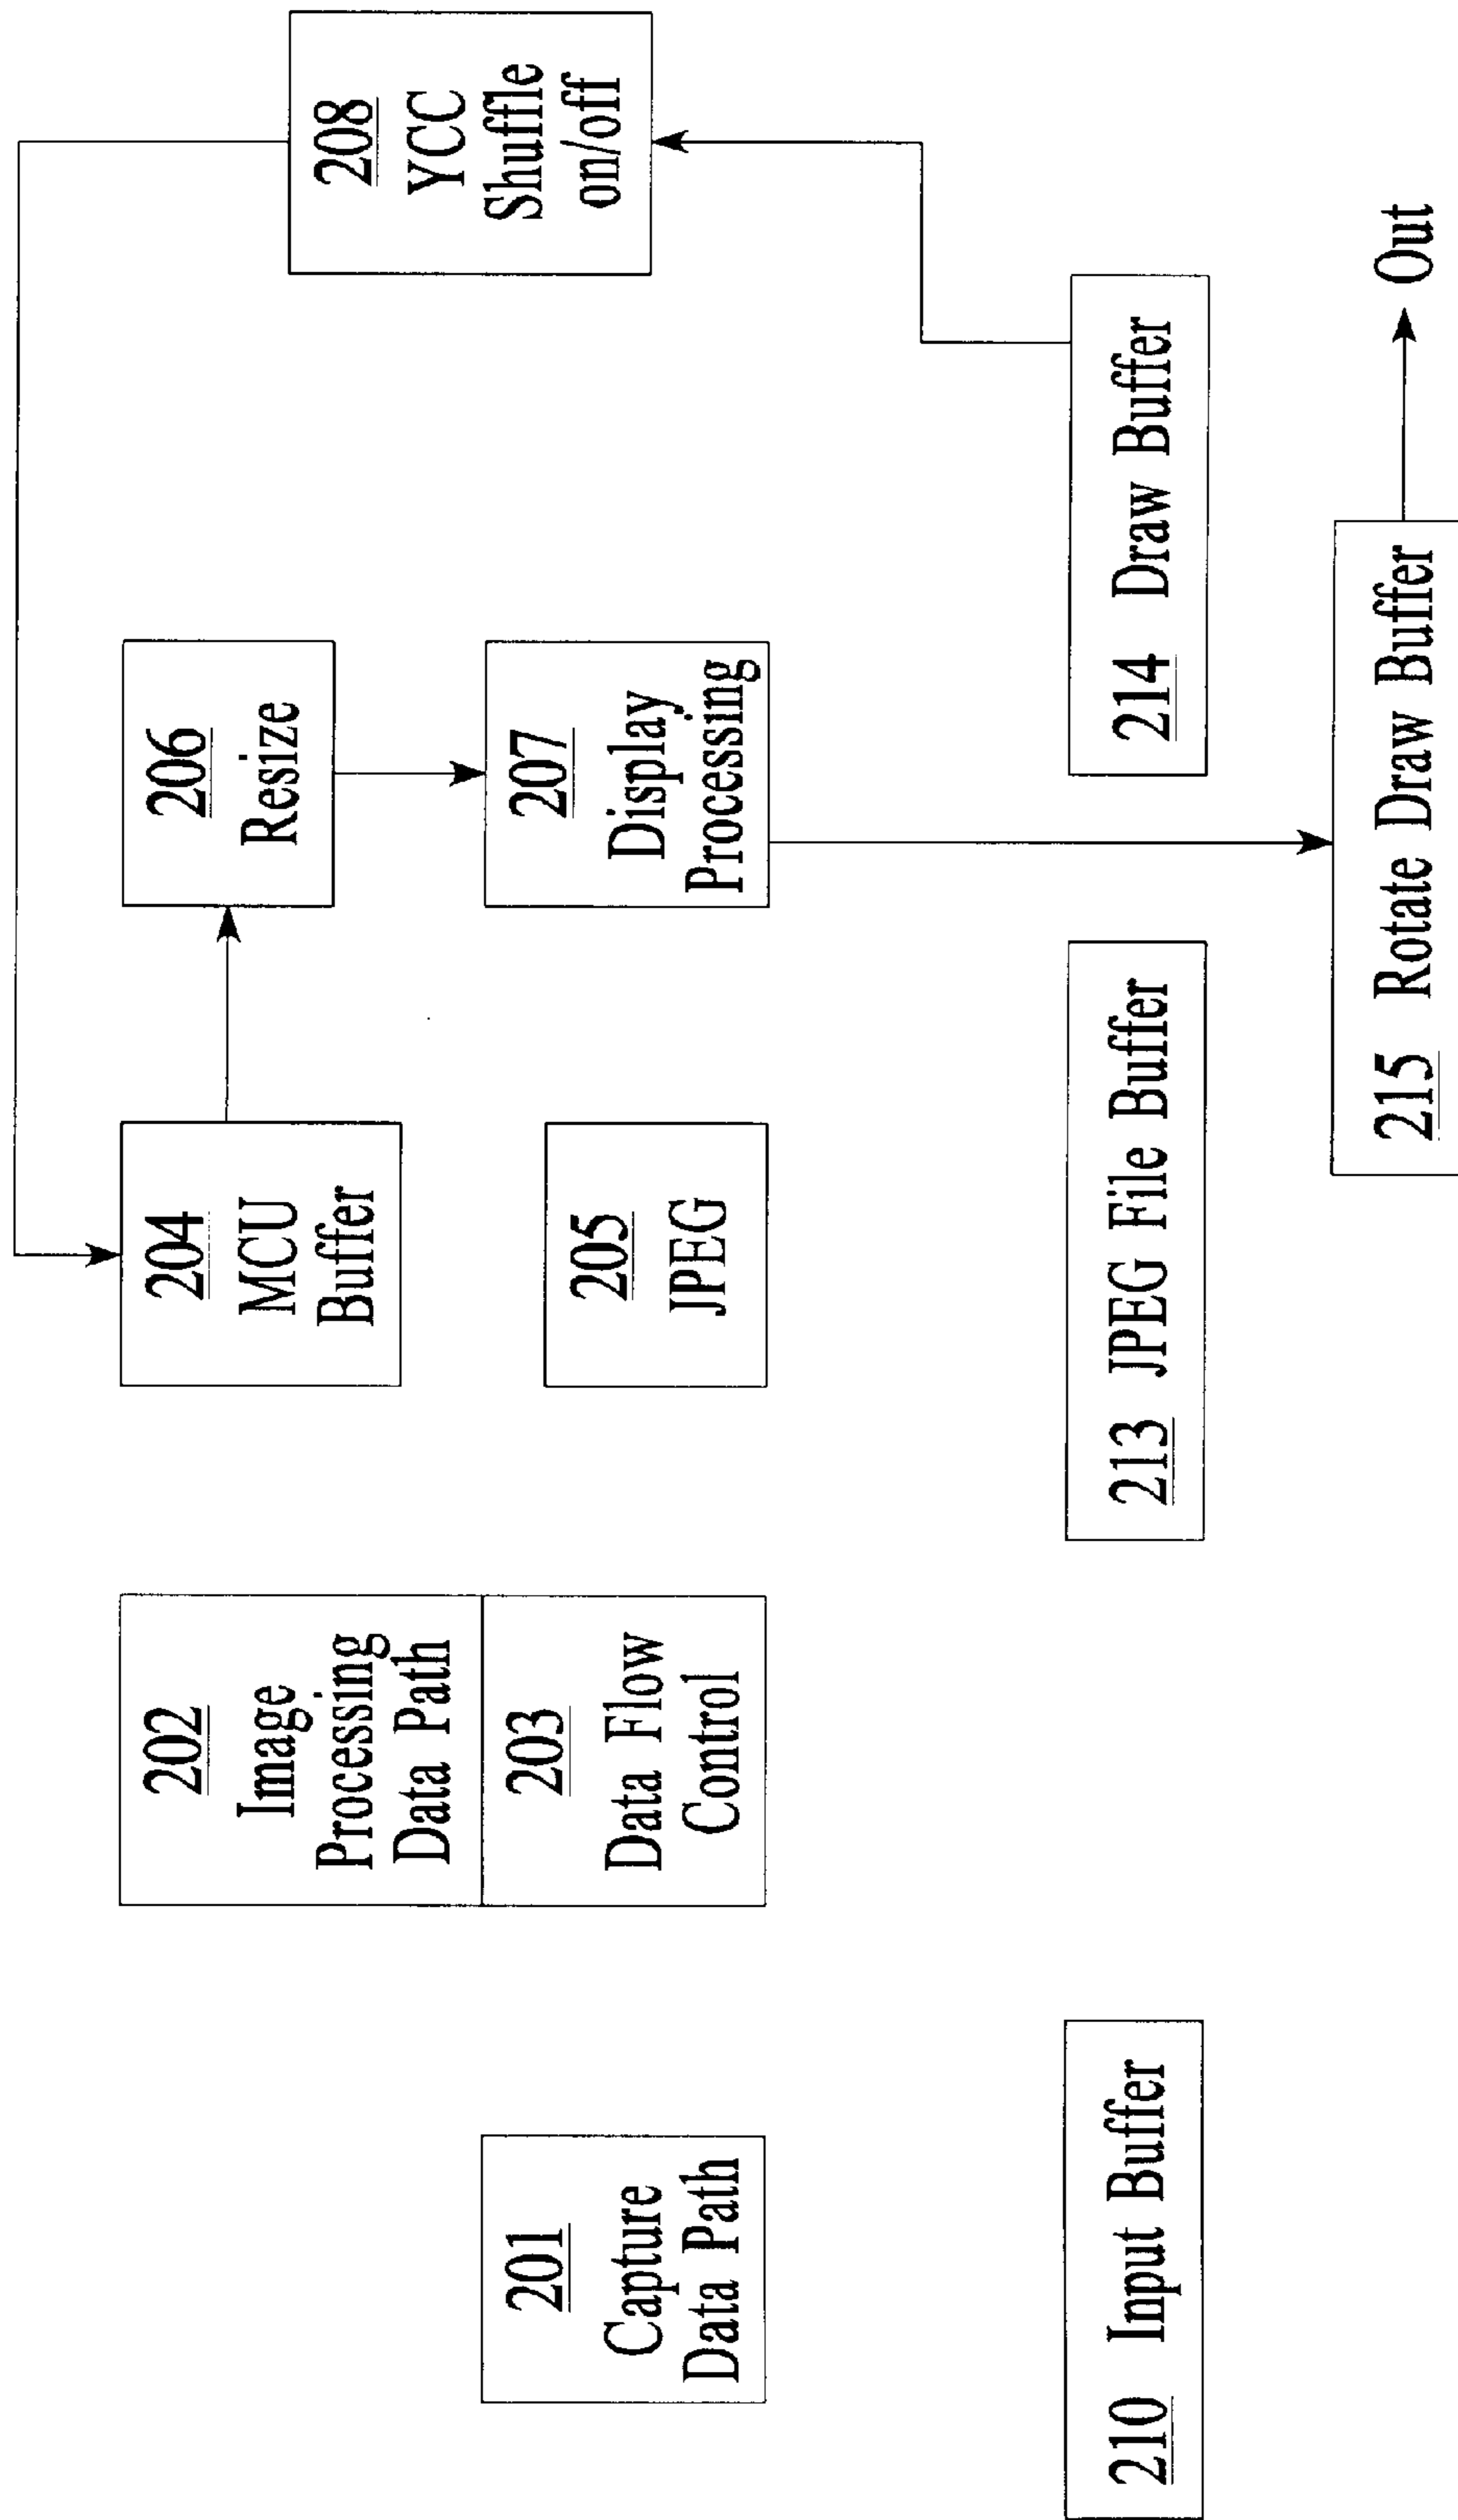 202
Image
Processing
Data Path
204
MCU
Buffer
206
Resize
208
YCC
Shuffle
on/off
201
Capture
Data Path
203
Data Flow
Control
205
JPEG
207
Display
Processing
210 Input Buffer
213 JPEG File Buffer
214 Draw Buffer
215 Rotate Draw Buffer
Out